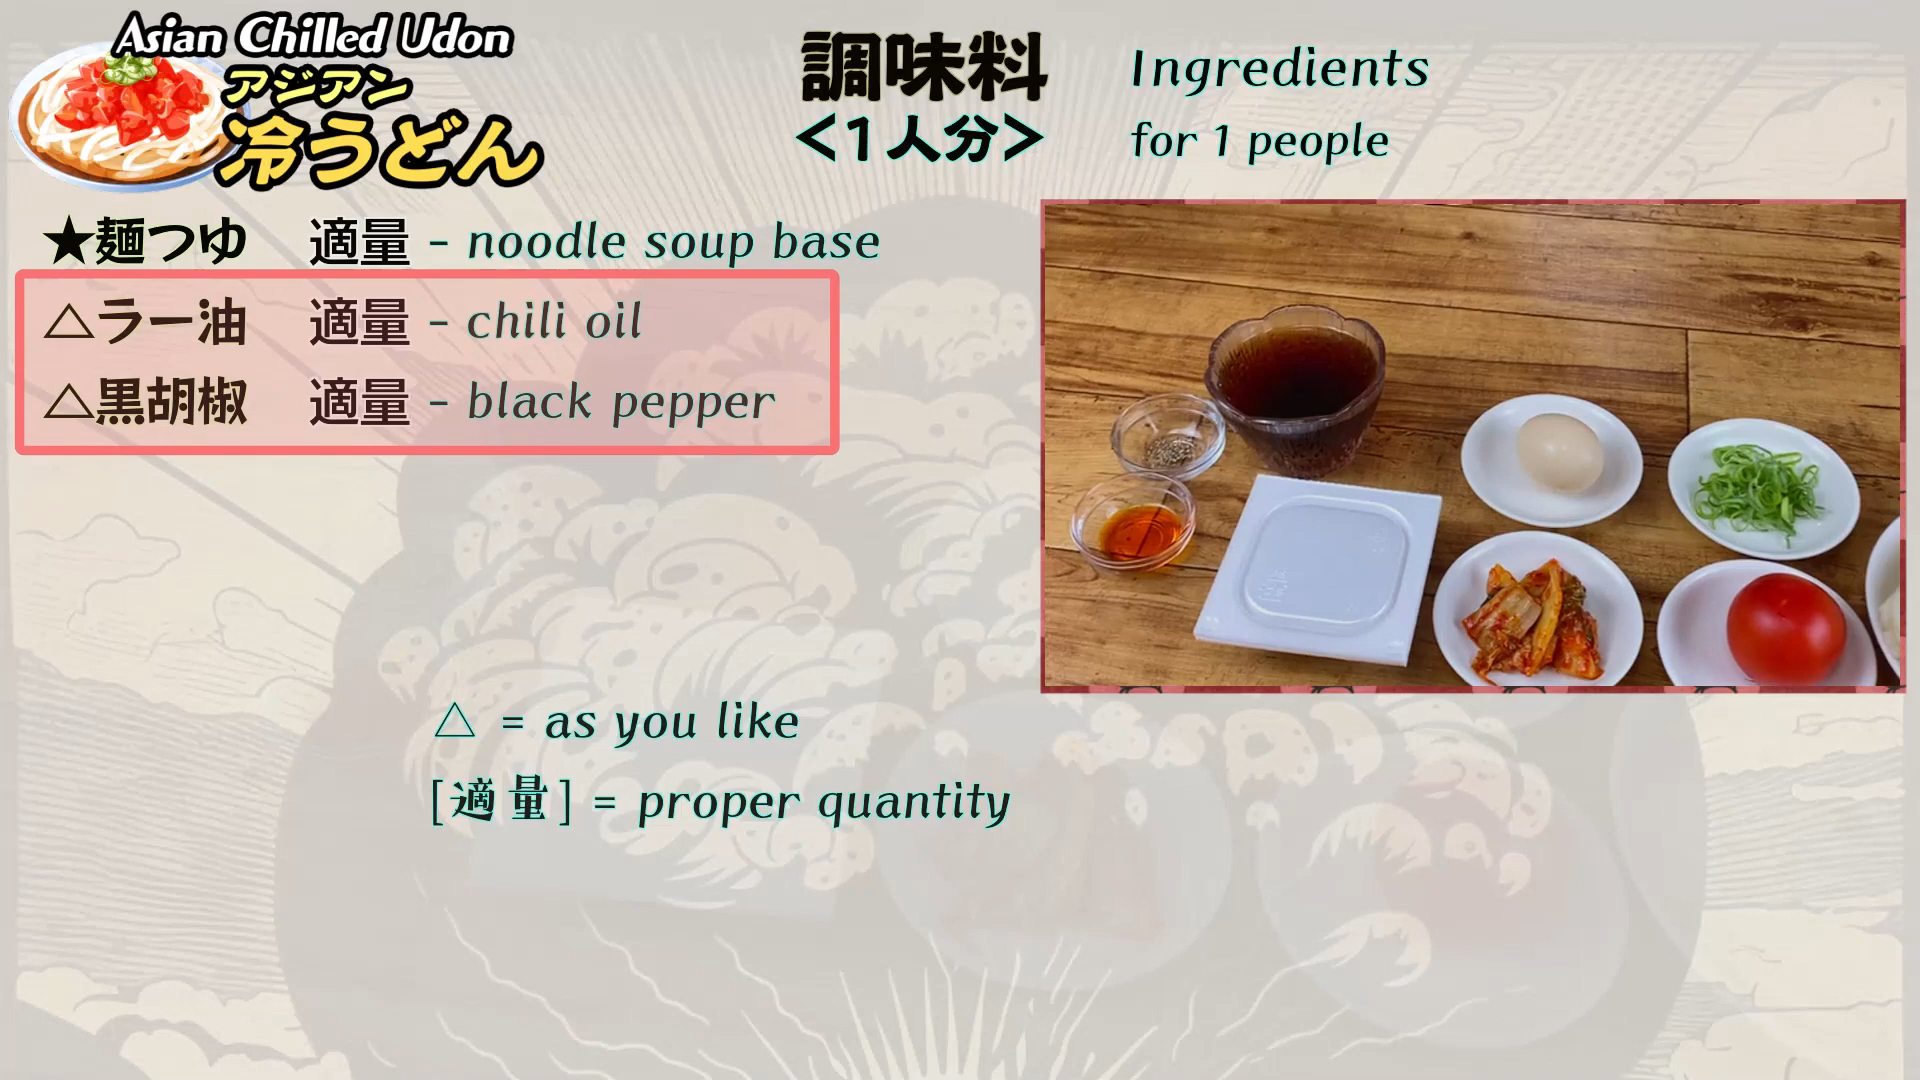 Asian Chilled Udon
アジアン
冷うどん
調味料 Ingredients
<1人分> for 1 people
★麺つゆ 適量 - noodle soup base
△ラー油 適量 - chili oil
△黒胡椒 適量 - black pepper
△ = as you like
[適量] = proper quantity